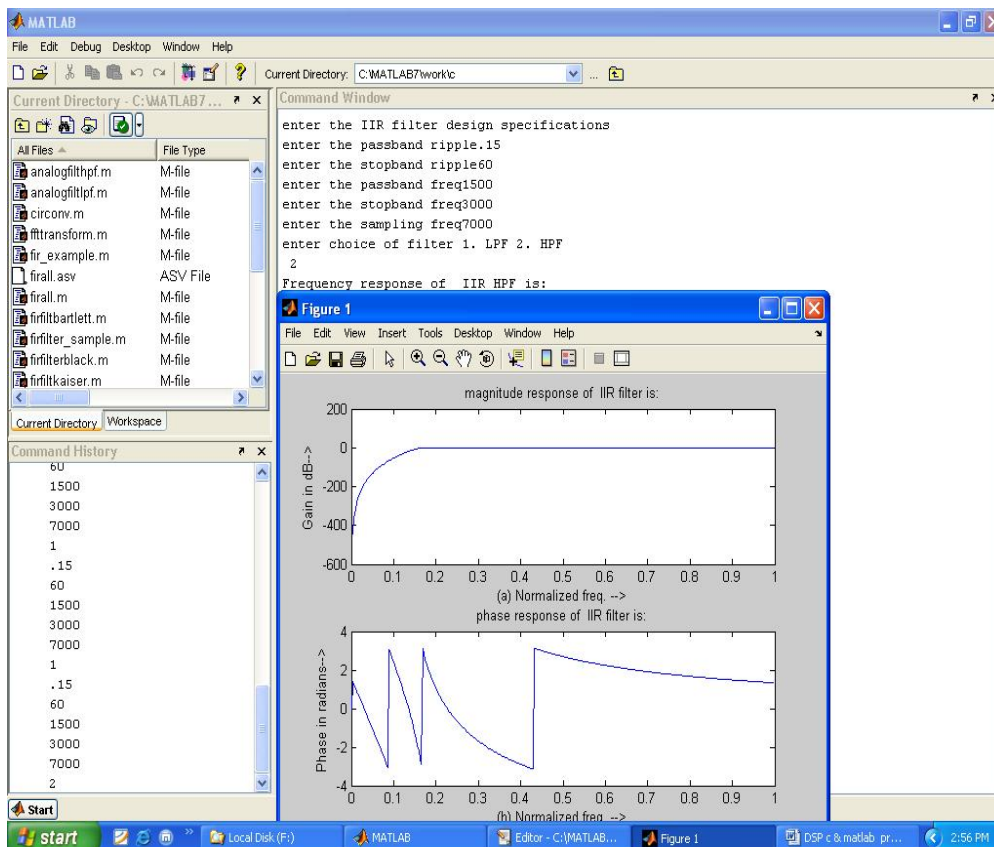 MATLAB
File Edit Debug Desktop Window Help
Current Directory: C:\MATLAB7\work\c
Current Directory - C:\MATLAB7...
All Files File Type
analogfilthpf.m M-file
analogfiltlpf.m M-file
circonv.m M-file
ffttransform.m M-file
fir_example.m M-file
firall.asv ASV File
firall.m M-file
firfiltbartlett.m M-file
firfilter_sample.m M-file
firfilterblack.m M-file
firfiltkaiser.m M-file
Current Directory Workspace
Command History
60
1500
3000
7000
1
.15
60
1500
3000
7000
1
.15
60
1500
3000
7000
2
Command Window
enter the IIR filter design specifications
enter the passband ripple.15
enter the stopband ripple60
enter the passband freq1500
enter the stopband freq3000
enter the sampling freq7000
enter choice of filter 1. LPF 2. HPF
2
Frequency response of IIR HPF is:
Figure 1
File Edit View Insert Tools Desktop Window Help
magnitude response of IIR filter is:
200
0
-200
-400
-600
Gain in dB-->
0 0.1 0.2 0.3 0.4 0.5 0.6 0.7 0.8 0.9 1
(a) Normalized freq. -->
phase response of IIR filter is:
4
2
0
-2
-4
Phase in radians-->
0 0.1 0.2 0.3 0.4 0.5 0.6 0.7 0.8 0.9 1
(b) Normalized freq. -->
Start
start
Local Disk (F:)
MATLAB
Editor - C:\MATLAB...
Figure 1
DSP c & matlab pr...
2:56 PM